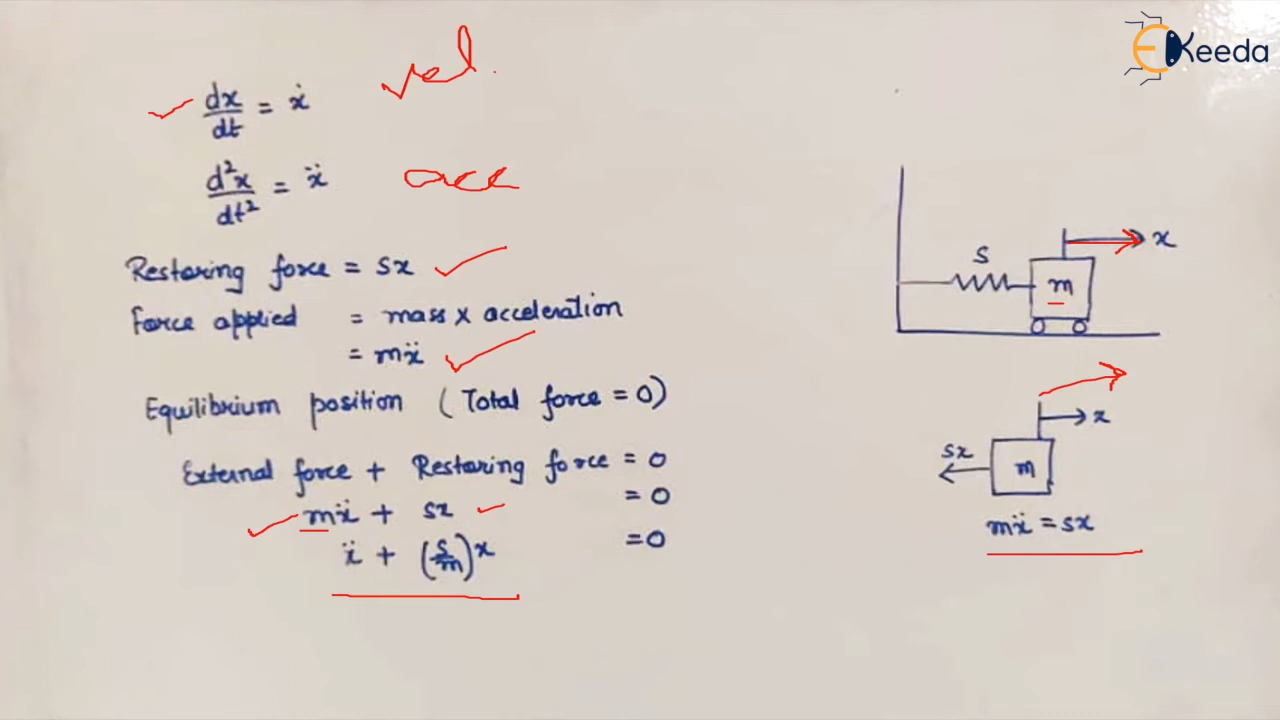 dx/dt = ẋ
vel.
d²x/dt² = ẍ
acc
Restoring force = sx
Force applied = mass x acceleration
= mẍ
Equilibrium position (Total force = 0)
External force + Restoring force = 0
mẍ + sx = 0
ẍ + (s/m)x = 0
EKeeda
x
s
m
x
sx
m
mẍ = sx